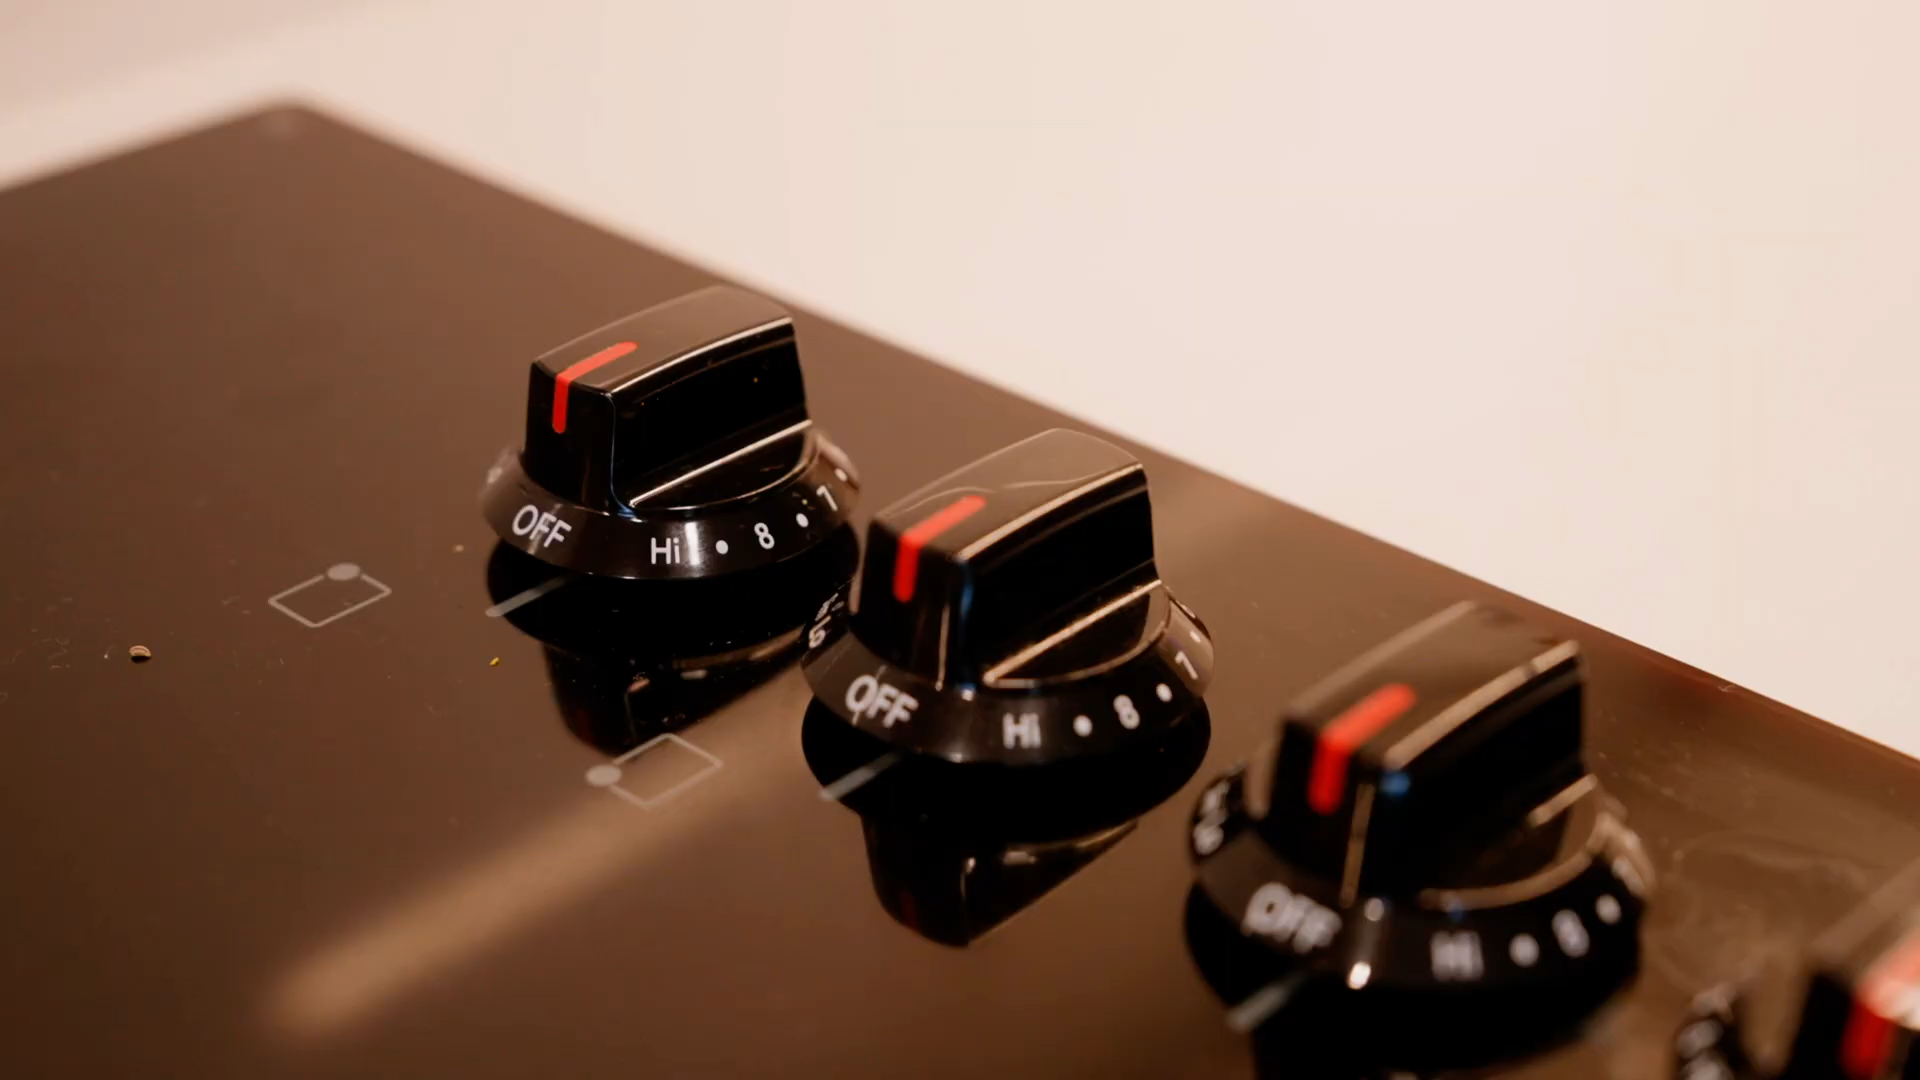 OFF Hi • 8 • 7 •
OFF Hi • 8 • 7
OFF Hi • 8 •